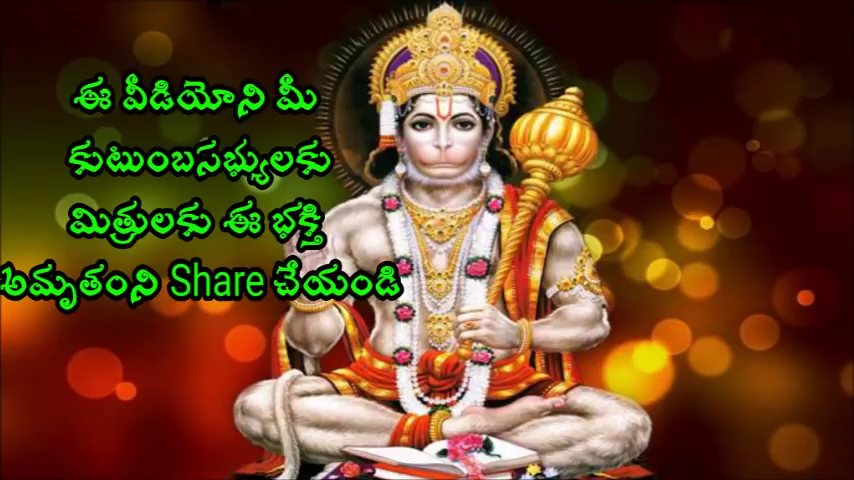 ఈ వీడియోని మీ
కుటుంబసభ్యులకు
మిత్రులకు ఈ భక్తి
అమృతంని Share చేయండి